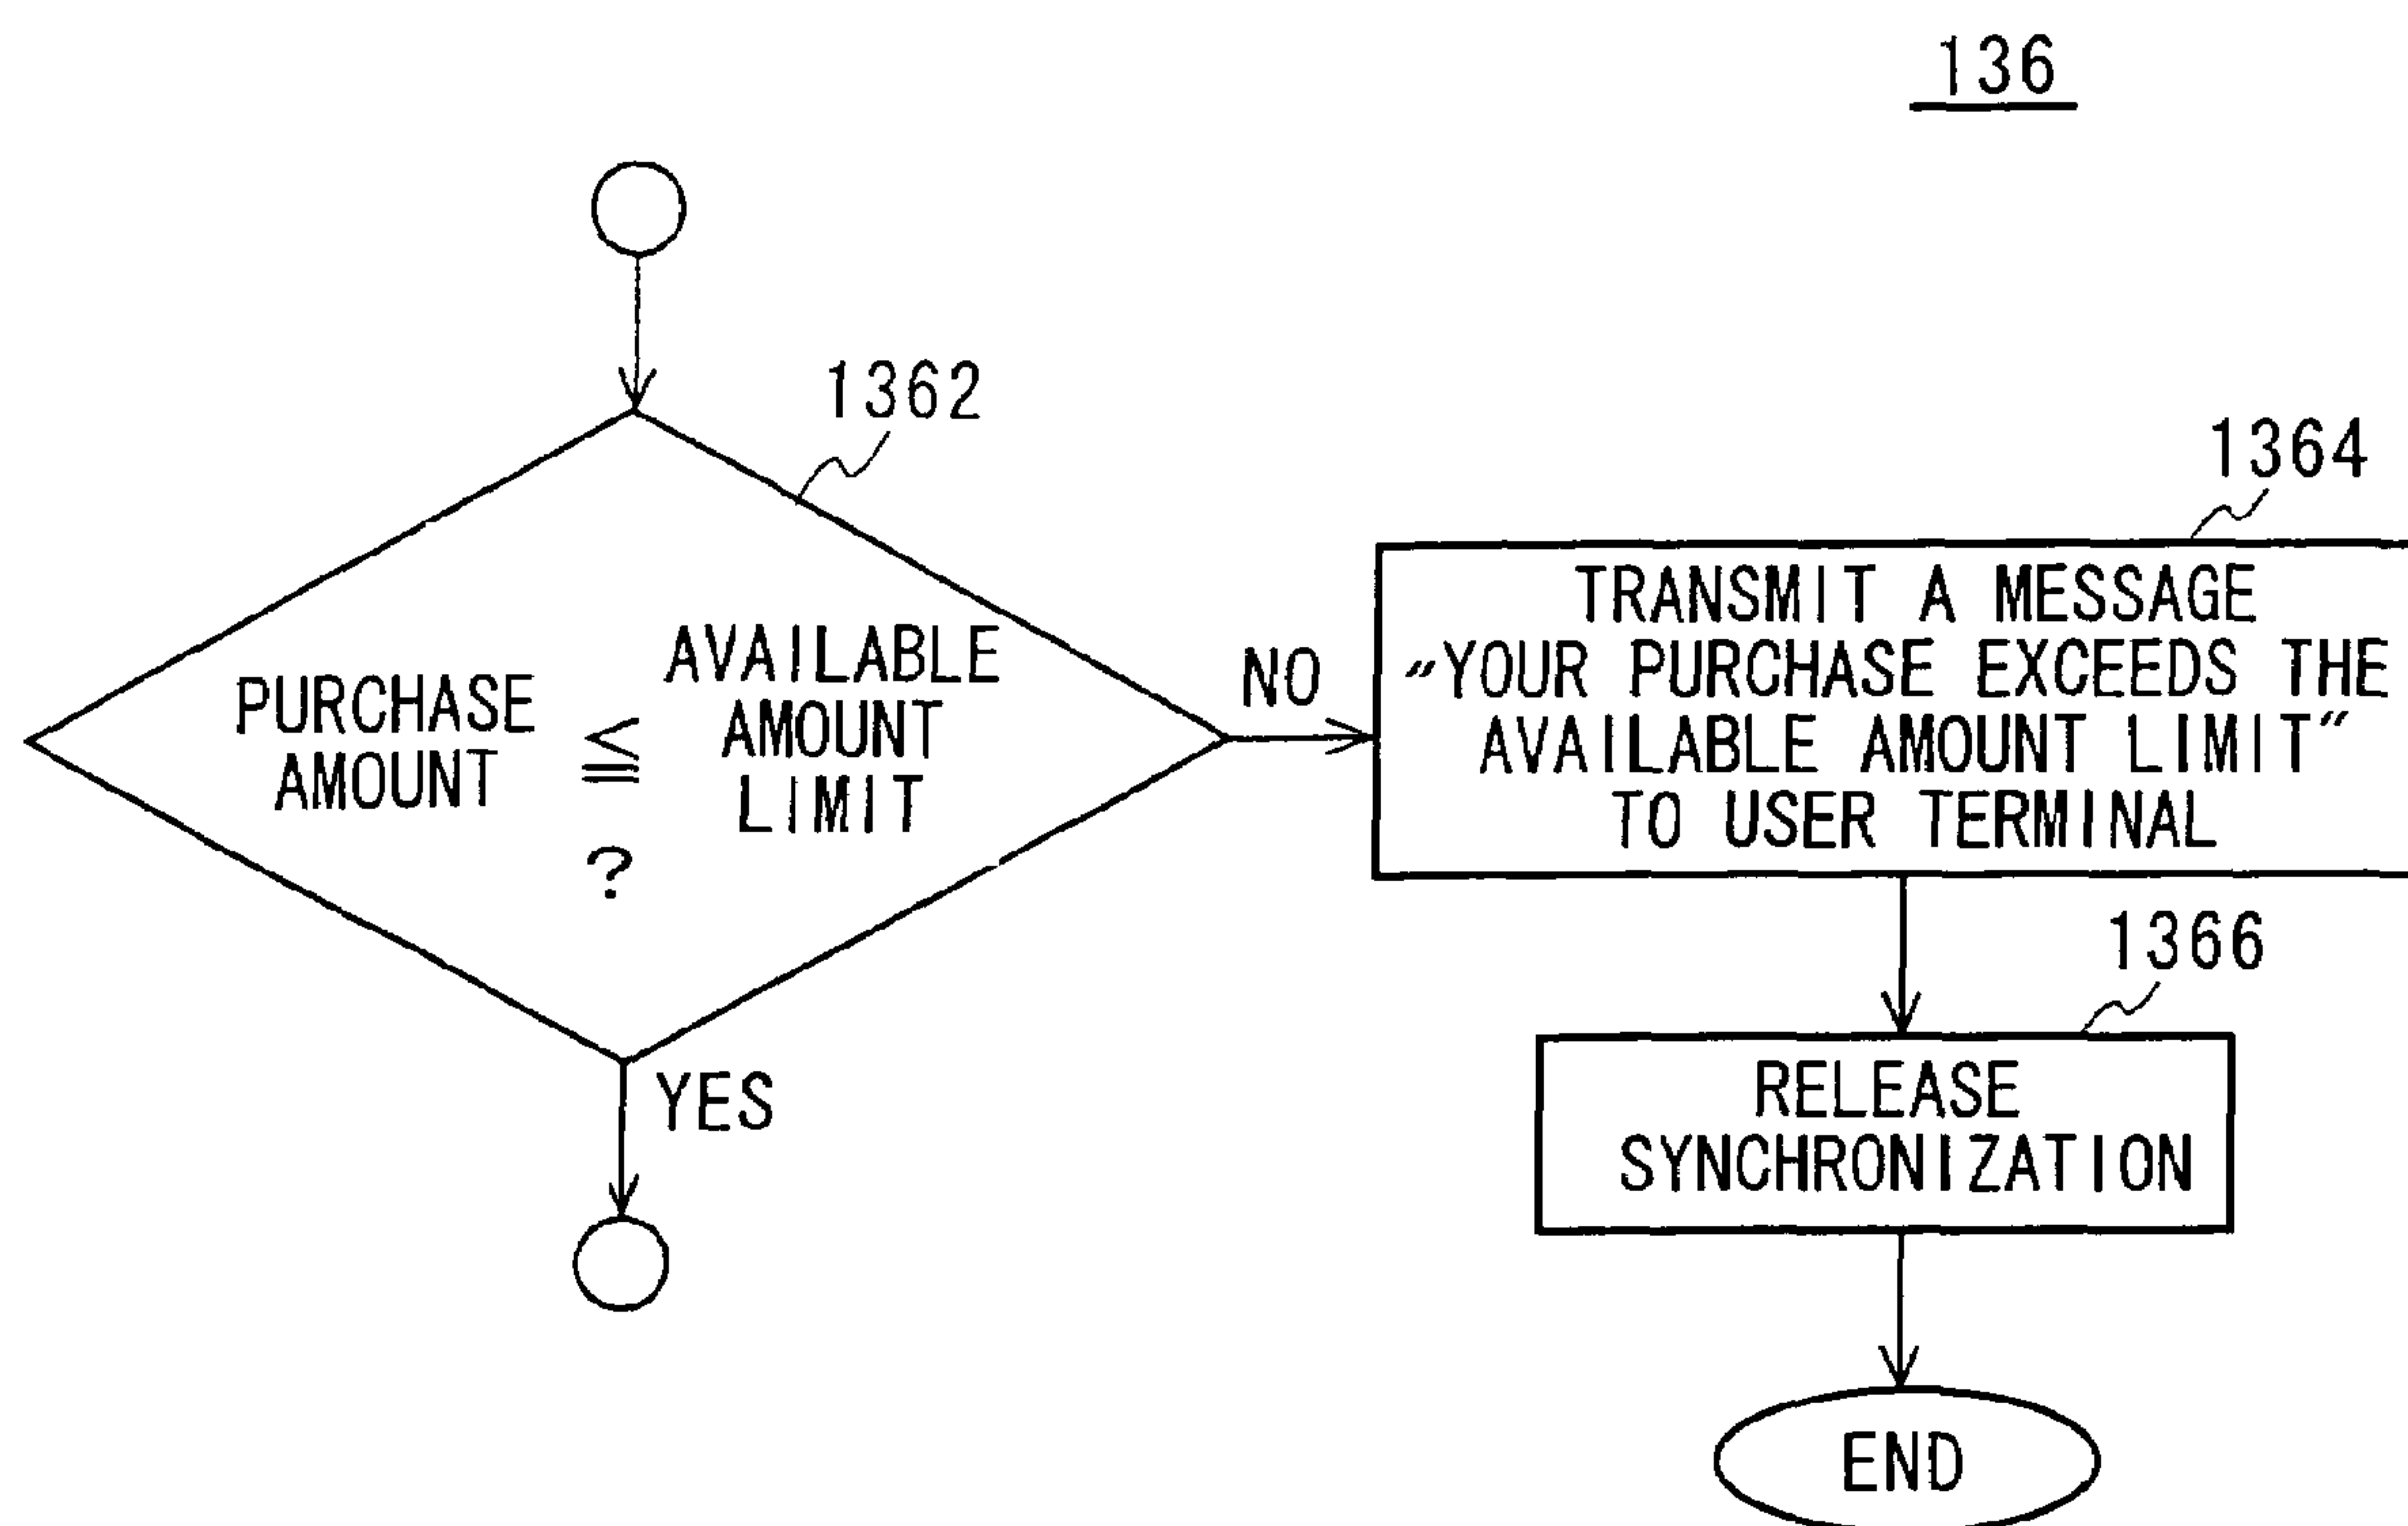 136
1362
PURCHASE
AMOUNT
≦
AVAILABLE
AMOUNT
LIMIT
?
NO
YES
1364
TRANSMIT A MESSAGE
"YOUR PURCHASE EXCEEDS THE
AVAILABLE AMOUNT LIMIT"
TO USER TERMINAL
1366
RELEASE
SYNCHRONIZATION
END